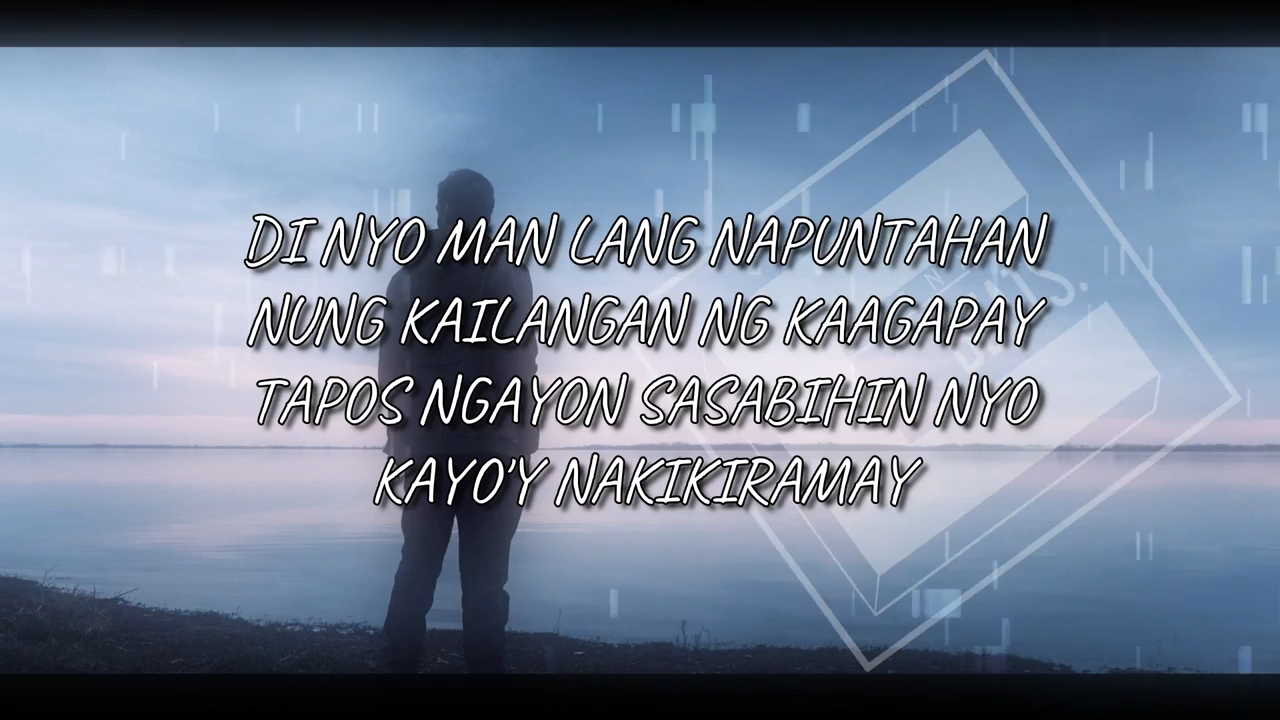 DI NYO MAN LANG NAPUNTAHAN
NUNG KAILANGAN NG KAAGAPAY
TAPOS NGAYON SASABIHIN NYO
KAYO'Y NAKIKIRAMAY